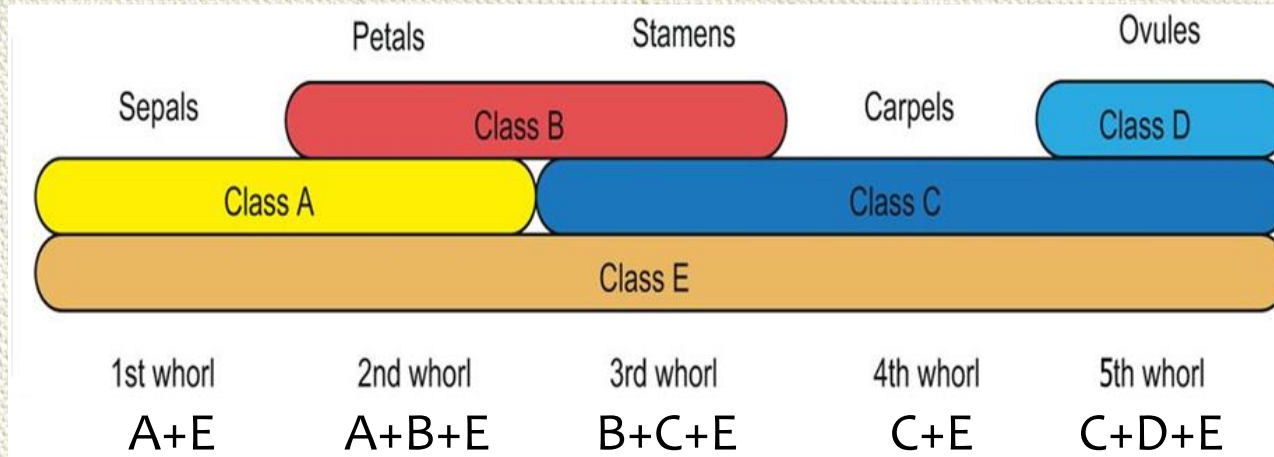 Petals Stamens Ovules
Sepals Class B Carpels Class D
Class A Class C
Class E
1st whorl 2nd whorl 3rd whorl 4th whorl 5th whorl
A+E A+B+E B+C+E C+E C+D+E